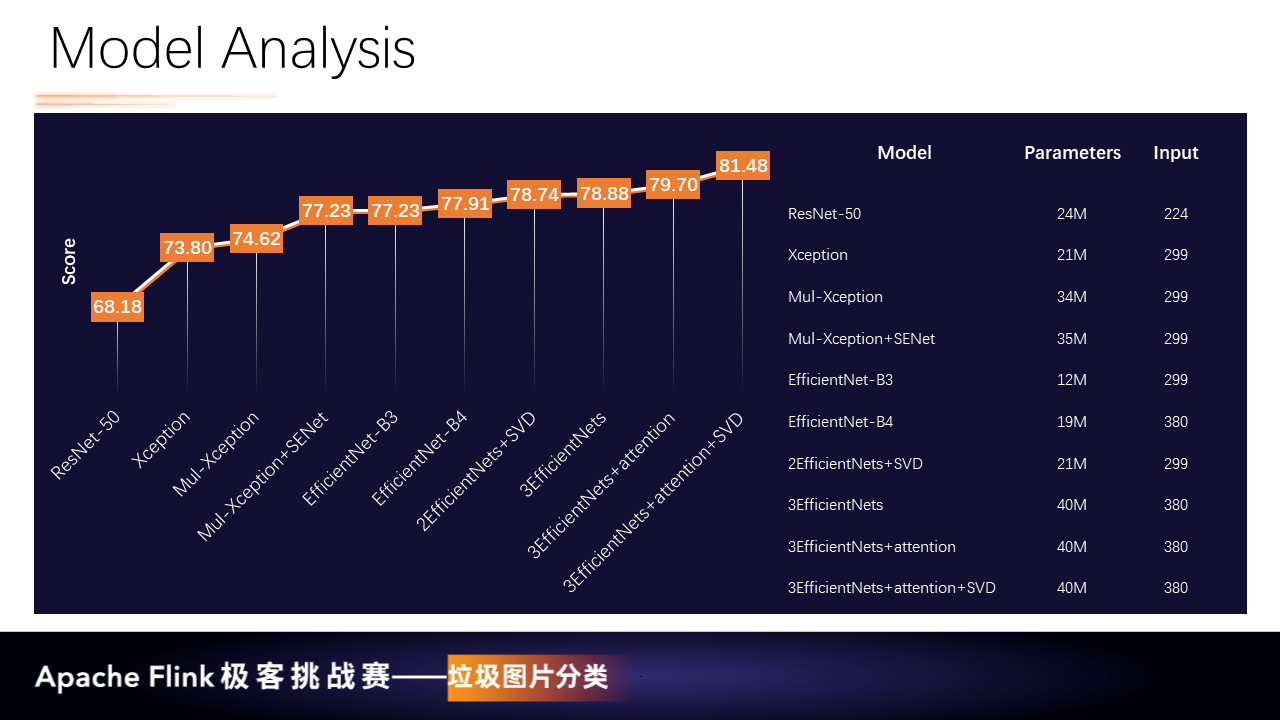 Model Analysis
Score
68.18
73.80
74.62
77.23
77.23
77.91
78.74
78.88
79.70
81.48
ResNet-50
Xception
Mul-Xception
Mul-Xception+SENet
EfficientNet-B3
EfficientNet-B4
2EfficientNets+SVD
3EfficientNets
3EfficientNets+attention
3EfficientNets+attention+SVD
Model Parameters Input
ResNet-50 24M 224
Xception 21M 299
Mul-Xception 34M 299
Mul-Xception+SENet 35M 299
EfficientNet-B3 12M 299
EfficientNet-B4 19M 380
2EfficientNets+SVD 21M 299
3EfficientNets 40M 380
3EfficientNets+attention 40M 380
3EfficientNets+attention+SVD 40M 380
Apache Flink 极客挑战赛——垃圾图片分类